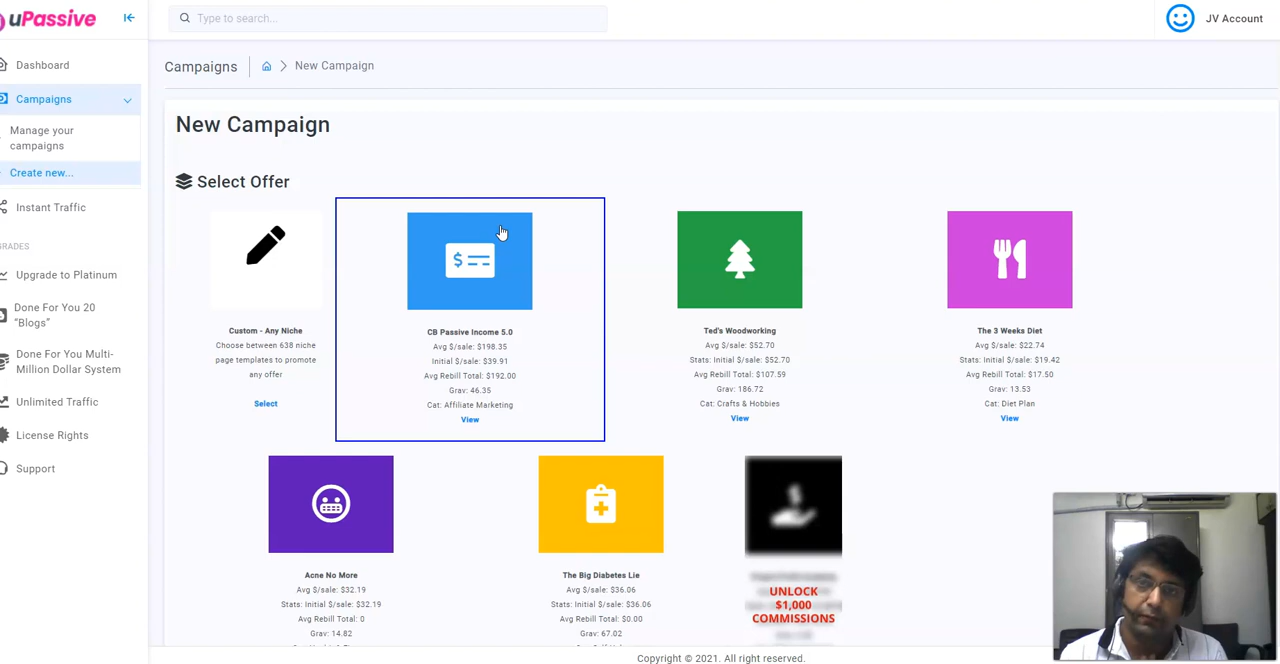 uPassive
Type to search...
JV Account
Dashboard
Campaigns
Manage your
campaigns
Create new...
Instant Traffic
GRADES
Upgrade to Platinum
Done For You 20
"Blogs"
Done For You Multi-
Million Dollar System
Unlimited Traffic
License Rights
Support
Campaigns
New Campaign
New Campaign
Select Offer
Custom - Any Niche
Choose between 638 niche
page templates to promote
any offer
Select
$
CB Passive Income 5.0
Avg $/sale: $198.35
Initial $/sale: $39.91
Avg Rebill Total: $192.00
Grav: 46.35
Cat: Affiliate Marketing
View
Ted's Woodworking
Avg $/sale: $52.70
Stats: Initial $/sale: $52.70
Avg Rebill Total: $107.59
Grav: 186.72
Cat: Crafts & Hobbies
View
The 3 Weeks Diet
Avg $/sale: $22.74
Stats: Initial $/sale: $19.42
Avg Rebill Total: $17.50
Grav: 13.53
Cat: Diet Plan
View
Acne No More
Avg $/sale: $32.19
Stats: Initial $/sale: $32.19
Avg Rebill Total: 0
Grav: 14.82
The Big Diabetes Lie
Avg $/sale: $36.06
Stats: Initial $/sale: $36.06
Avg Rebill Total: $0.00
Grav: 67.02
UNLOCK
$1,000
COMMISSIONS
Copyright © 2021. All right reserved.